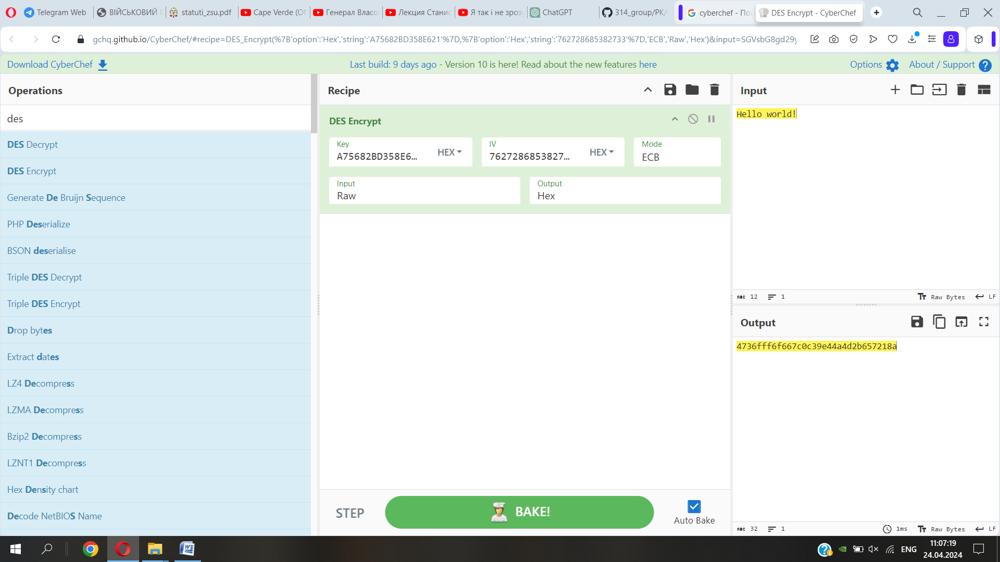 Telegram Web
ВІЙСЬКОВИЙ
statuti_zsu.pdf
Cape Verde (Of
Генерал Власо
Лекция Станис
Я так і не зроз
ChatGPT
314_group/PK/
cyberchef - По
DES Encrypt - CyberChef
gchq.github.io/CyberChef/#recipe=DES_Encrypt(%7B'option':'Hex','string':'A75682BD358E621'%7D,%7B'option':'Hex','string':'762728685382733'%7D,'ECB','Raw','Hex')&input=SGVsbG8gd29y
Download CyberChef
Last build: 9 days ago - Version 10 is here! Read about the new features here
Options
About / Support
Operations
des
DES Decrypt
DES Encrypt
Generate De Bruijn Sequence
PHP Deserialize
BSON deserialise
Triple DES Decrypt
Triple DES Encrypt
Drop bytes
Extract dates
LZ4 Decompress
LZMA Decompress
Bzip2 Decompress
LZNT1 Decompress
Hex Density chart
Decode NetBIOS Name
Recipe
DES Encrypt
Key
A75682BD358E6...
HEX
IV
7627286853827...
HEX
Mode
ECB
Input
Raw
Output
Hex
STEP
BAKE!
Auto Bake
Input
Hello world!
ABC 12
1
Raw Bytes
LF
Output
4736fff6f667c0c39e44a4d2b657218a
ABC 32
1
1ms
Raw Bytes
LF
ENG
11:07:19
24.04.2024